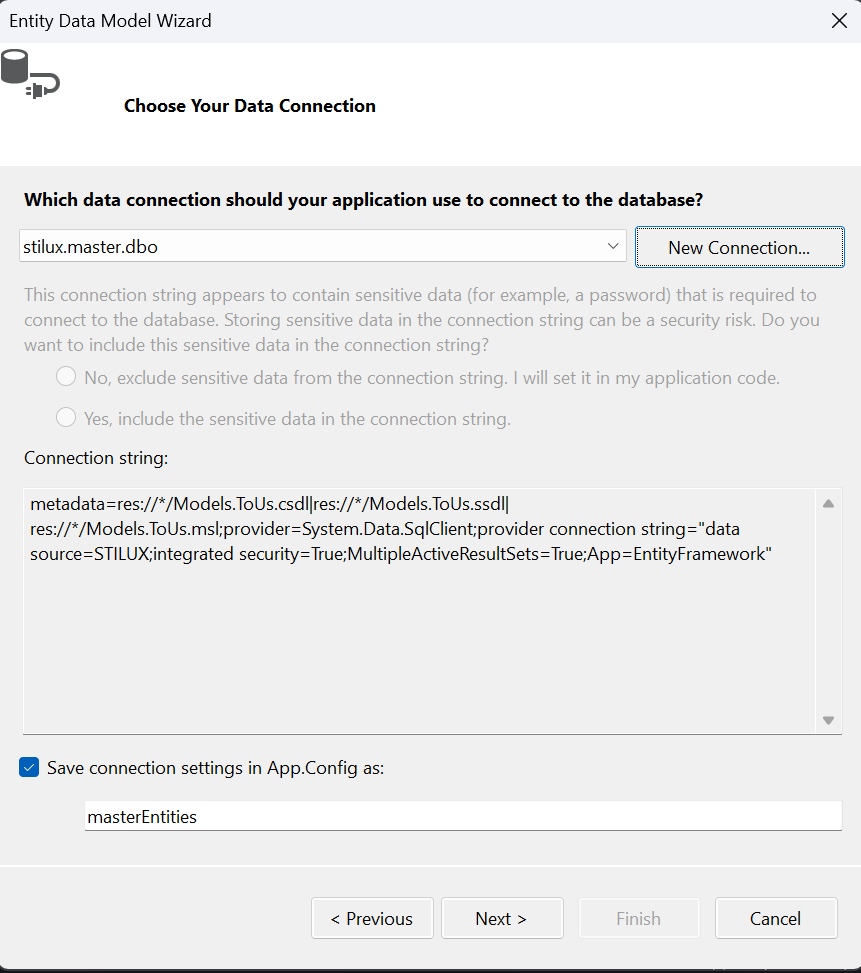 Entity Data Model Wizard
Choose Your Data Connection
Which data connection should your application use to connect to the database?
stilux.master.dbo
New Connection...
This connection string appears to contain sensitive data (for example, a password) that is required to
connect to the database. Storing sensitive data in the connection string can be a security risk. Do you
want to include this sensitive data in the connection string?
No, exclude sensitive data from the connection string. I will set it in my application code.
Yes, include the sensitive data in the connection string.
Connection string:
metadata=res://*/Models.ToUs.csdl|res://*/Models.ToUs.ssdl|
res://*/Models.ToUs.msl;provider=System.Data.SqlClient;provider connection string="data
source=STILUX;integrated security=True;MultipleActiveResultSets=True;App=EntityFramework"
Save connection settings in App.Config as:
masterEntities
< Previous
Next >
Finish
Cancel